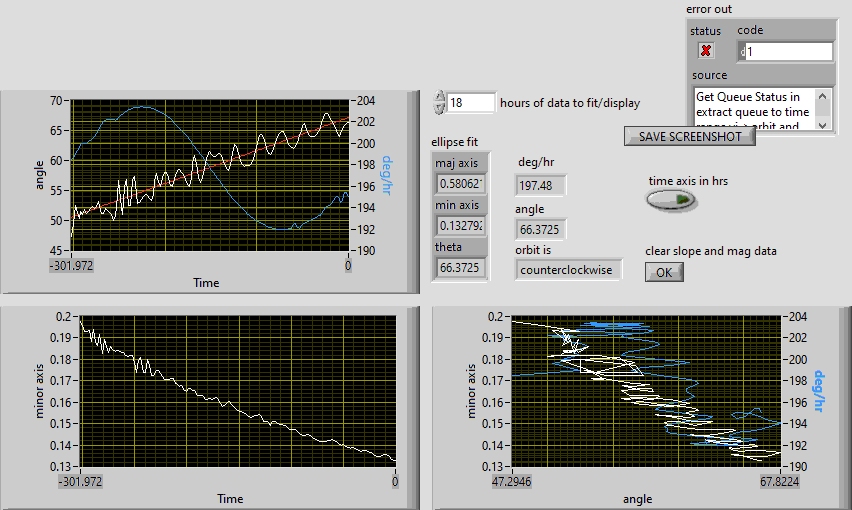 error out
status
code
d1
source
Get Queue Status in
extract queue to time
SAVE SCREENSHOT
18
hours of data to fit/display
70
65
60
55
50
45
angle
204
202
200
198
196
194
192
190
deg/hr
-301.972
0
Time
ellipse fit
maj axis
0.58062
min axis
0.132792
theta
66.3725
deg/hr
197.48
angle
66.3725
orbit is
counterclockwise
time axis in hrs
clear slope and mag data
OK
0.2
0.19
0.18
0.17
0.16
0.15
0.14
0.13
minor axis
-301.972
0
Time
0.2
0.19
0.18
0.17
0.16
0.15
0.14
0.13
minor axis
204
202
200
198
196
194
192
190
deg/hr
47.2946
67.8224
angle